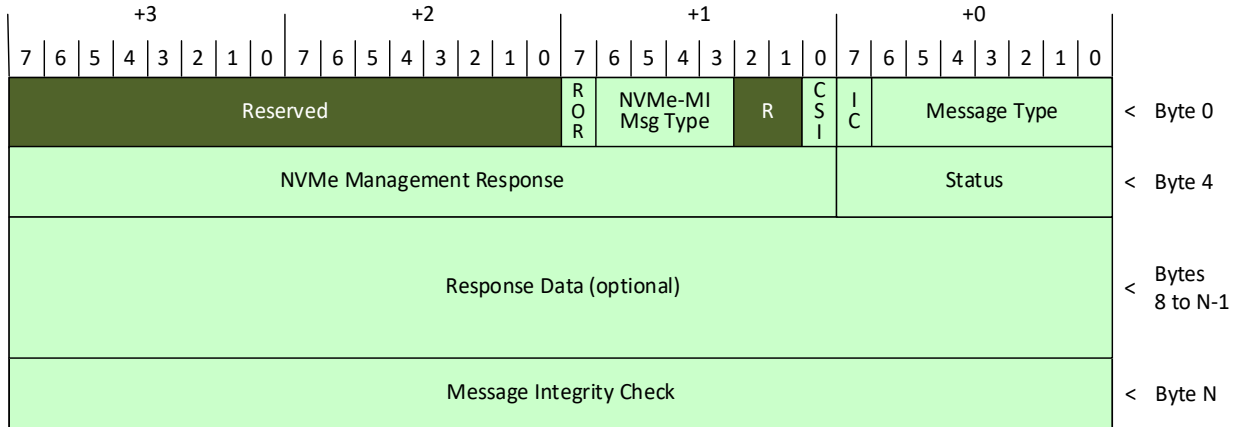 +3 +2 +1 +0
7 6 5 4 3 2 1 0 7 6 5 4 3 2 1 0 7 6 5 4 3 2 1 0 7 6 5 4 3 2 1 0
Reserved ROR NVMe-MI Msg Type R CSI IC Message Type < Byte 0
NVMe Management Response Status < Byte 4
Response Data (optional) < Bytes
8 to N-1
Message Integrity Check < Byte N